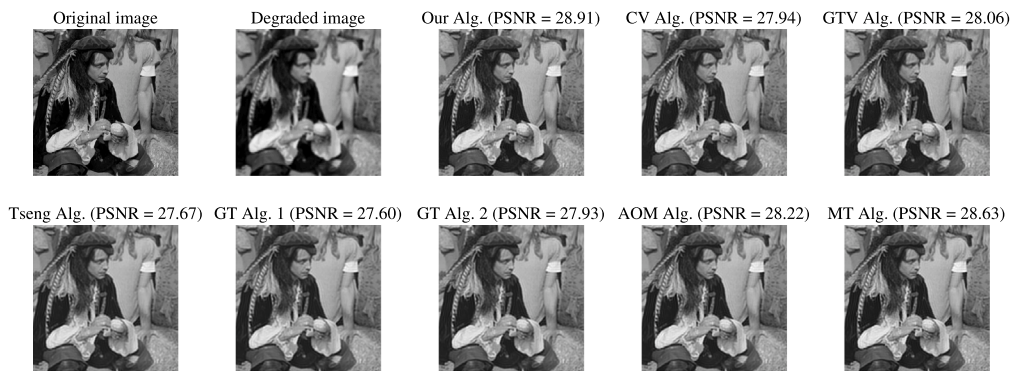 Original image
Degraded image
Our Alg. (PSNR = 28.91)
CV Alg. (PSNR = 27.94)
GTV Alg. (PSNR = 28.06)
Tseng Alg. (PSNR = 27.67)
GT Alg. 1 (PSNR = 27.60)
GT Alg. 2 (PSNR = 27.93)
AOM Alg. (PSNR = 28.22)
MT Alg. (PSNR = 28.63)